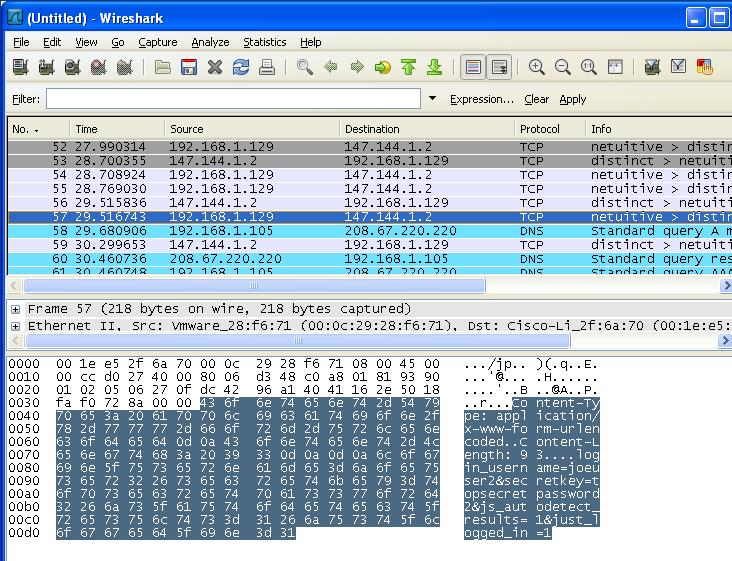 (Untitled) - Wireshark
File Edit View Go Capture Analyze Statistics Help
Filter: Expression... Clear Apply
No. Time Source Destination Protocol Info
52 27.990314 192.168.1.129 147.144.1.2 TCP netuitive > distin
53 28.700355 147.144.1.2 192.168.1.129 TCP distinct > netuiti
54 28.708924 192.168.1.129 147.144.1.2 TCP netuitive > distin
55 28.769030 192.168.1.129 147.144.1.2 TCP netuitive > distin
56 29.515836 192.168.1.129 147.144.1.2 TCP netuitive > distin
57 29.516743 192.168.1.129 147.144.1.2 TCP netuitive > distin
58 29.680906 192.168.1.105 208.67.220.220 DNS Standard query A m
59 30.299653 147.144.1.2 192.168.1.129 TCP distinct > netuiti
60 30.460736 208.67.220.220 192.168.1.105 DNS Standard query res
61 30.460748 192.168.1.105 208.67.220.220 DNS Standard query AAA
Frame 57 (218 bytes on wire, 218 bytes captured)
Ethernet II, Src: Vmware_28:f6:71 (00:0c:29:28:f6:71), Dst: Cisco-Li_2f:6a:70 (00:1e:e5:
0000 00 1e e5 2f 6a 70 00 0c 29 28 f6 71 08 00 45 00 .../jp.. )(.q..E.
0010 00 cc d0 27 40 00 80 06 d3 48 c0 a8 01 81 93 90 ...'@... .H......
0020 01 02 05 06 27 0f dc 42 96 a1 40 41 16 2e 50 18 ....'..B ..@A..P.
0030 fa f0 72 8a 00 00 43 6f 6e 74 65 6e 74 2d 54 79 ..r...Co ntent-Ty
0040 70 65 3a 20 61 70 70 6c 69 63 61 74 69 6f 6e 2f pe: appl ication/
0050 78 2d 77 77 77 2d 66 6f 72 6d 2d 75 72 6c 65 6e x-www-fo rm-urlen
0060 63 6f 64 65 64 0d 0a 43 6f 6e 74 65 6e 74 2d 4c coded..C ontent-L
0070 65 6e 67 74 68 3a 20 39 33 0d 0a 0d 0a 6c 6f 67 ength: 9 3....log
0080 69 6e 5f 75 73 65 72 6e 61 6d 65 3d 6a 6f 65 75 in_usern ame=joeu
0090 73 65 72 32 26 73 65 63 72 65 74 6b 65 79 3d 74 ser2&sec retkey=t
00a0 6f 70 73 65 63 72 65 74 70 61 73 73 77 6f 72 64 opsecret password
00b0 32 26 6a 73 5f 61 75 74 6f 64 65 74 65 63 74 5f 2&js_aut odetect_
00c0 72 65 73 75 6c 74 73 3d 31 26 6a 75 73 74 5f 6c results= 1&just_l
00d0 6f 67 67 65 64 5f 69 6e 3d 31 ogged_in =1